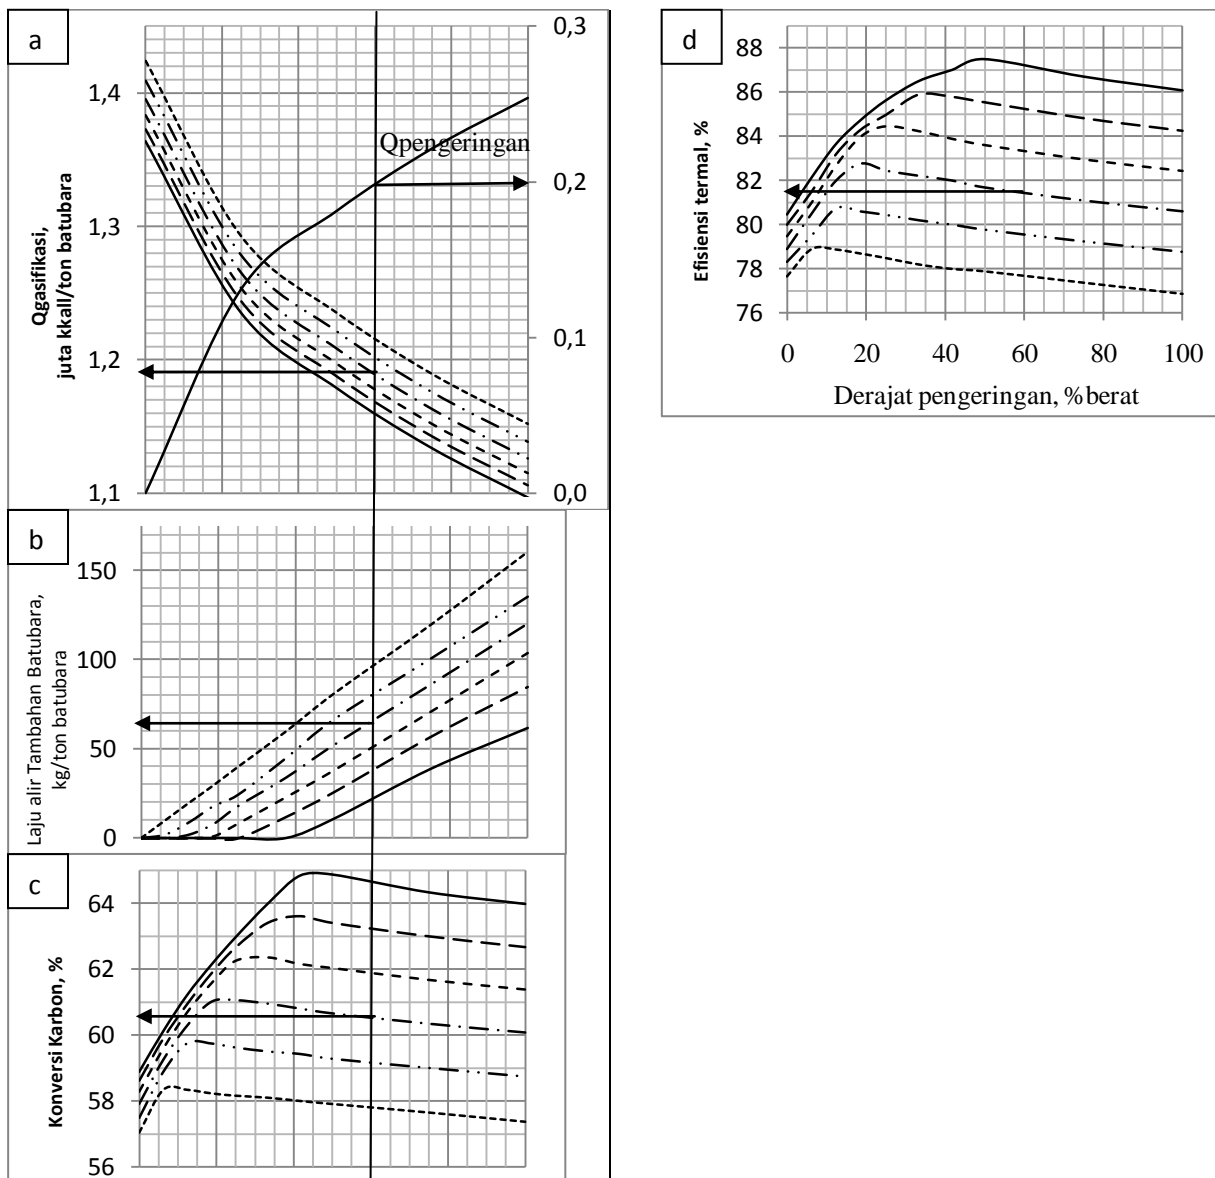 a
0,3
1,4
Qpengeringan
0,2
1,3
Qgasifikasi,
juta kkall/ton batubara
1,2
0,1
1,1
0,0
b
150
100
50
0
Laju alir Tambahan Batubara,
kg/ton batubara
c
64
62
60
58
56
Konversi Karbon, %
d
88
86
84
82
80
78
76
Efisiensi termal, %
0 20 40 60 80 100
Derajat pengeringan, %berat